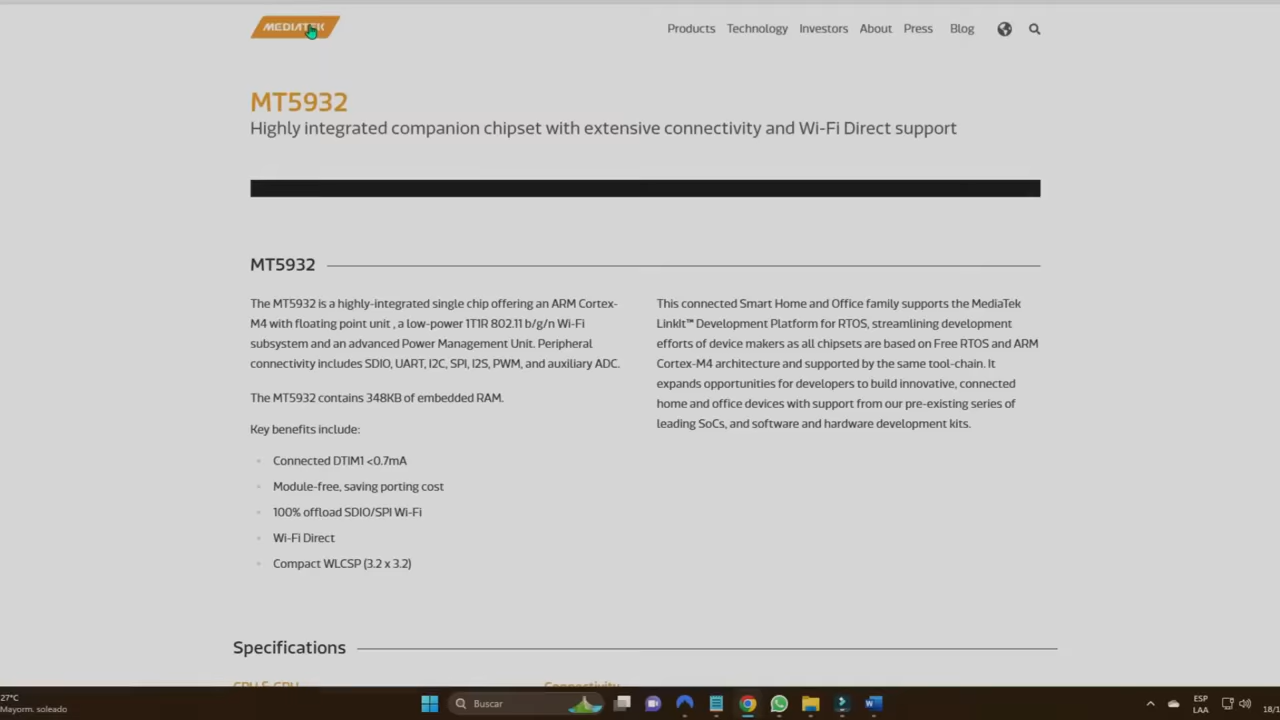 MEDIATEK
Products Technology Investors About Press Blog
MT5932
Highly integrated companion chipset with extensive connectivity and Wi-Fi Direct support
MT5932
The MT5932 is a highly-integrated single chip offering an ARM Cortex-
M4 with floating point unit , a low-power 1T1R 802.11 b/g/n Wi-Fi
subsystem and an advanced Power Management Unit. Peripheral
connectivity includes SDIO, UART, I2C, SPI, I2S, PWM, and auxiliary ADC.
The MT5932 contains 348KB of embedded RAM.
Key benefits include:
Connected DTIM1 <0.7mA
Module-free, saving porting cost
100% offload SDIO/SPI Wi-Fi
Wi-Fi Direct
Compact WLCSP (3.2 x 3.2)
This connected Smart Home and Office family supports the MediaTek
LinkIt™ Development Platform for RTOS, streamlining development
efforts of device makers as all chipsets are based on Free RTOS and ARM
Cortex-M4 architecture and supported by the same tool-chain. It
expands opportunities for developers to build innovative, connected
home and office devices with support from our pre-existing series of
leading SoCs, and software and hardware development kits.
Specifications
CPU & GPU Connectivity
27°C
Mayorm. soleado
Buscar
ESP
LAA
18/1